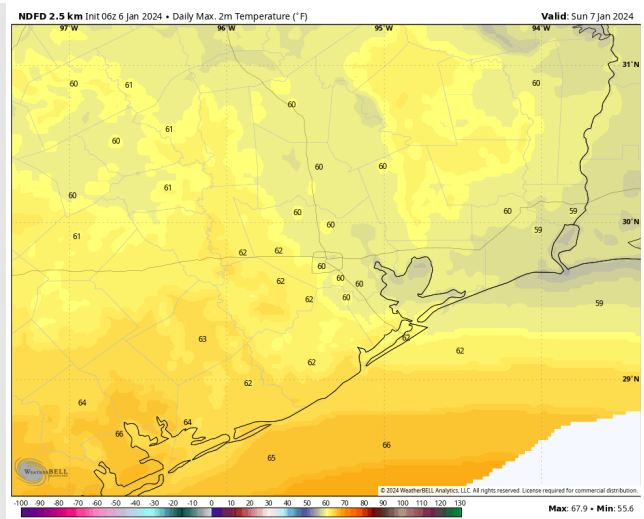 NDFD 2.5 km Init 06z 6 Jan 2024 • Daily Max. 2m Temperature (°F)
Valid: Sun 7 Jan 2024
97°W 96°W 95°W 94°W
31°N
60 61 60
60
61
60
60 60
61
60
60 60 59
30°N
60 59
61
62 62
60
62 60 60
62 60
59
62
63
62
29°N
62
62
64
64
66
66
65
WEATHERBELL
© 2024 WeatherBELL Analytics, LLC. All rights reserved. License required for commercial distribution.
-100 -90 -80 -70 -60 -50 -40 -30 -20 -10 0 10 20 30 40 50 60 70 80 90 100 110 120 130
Max: 67.9 • Min: 55.6